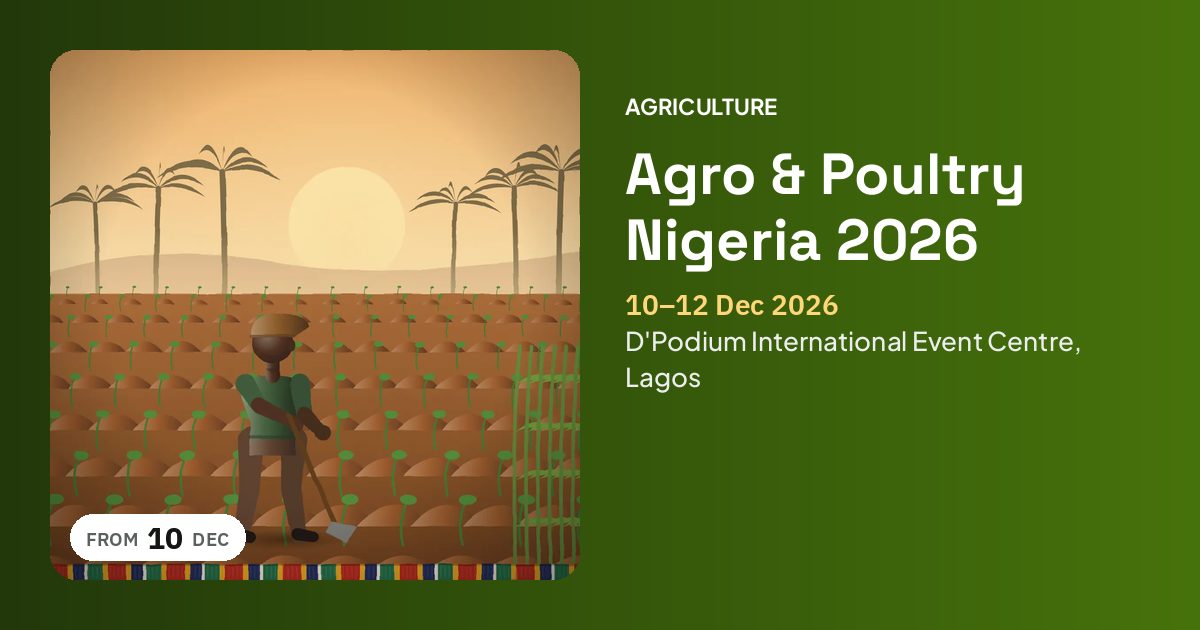 AGRICULTURE
Agro & Poultry
Nigeria 2026
10–12 Dec 2026
D'Podium International Event Centre,
Lagos
FROM 10 DEC